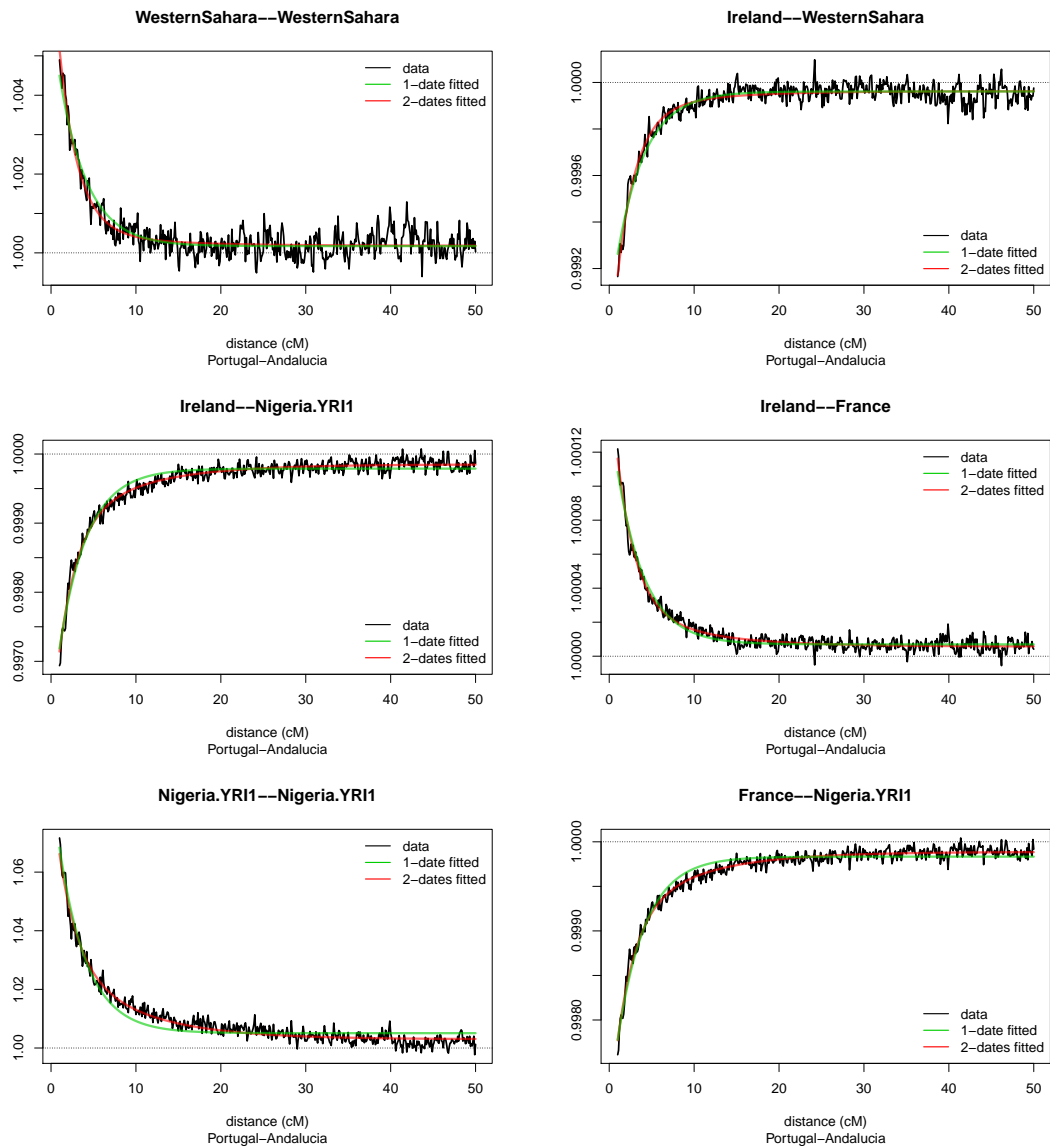 WesternSahara−−WesternSahara
1.000 1.002 1.004
data
1−date fitted
2−dates fitted
0 10 20 30 40 50
distance (cM)
Portugal−Andalucia
Ireland−−WesternSahara
0.9992 0.9996 1.0000
data
1−date fitted
2−dates fitted
0 10 20 30 40 50
distance (cM)
Portugal−Andalucia
Ireland−−Nigeria.YRI1
0.9970 0.9980 0.9990 1.0000
data
1−date fitted
2−dates fitted
0 10 20 30 40 50
distance (cM)
Portugal−Andalucia
Ireland−−France
1.00000 1.00004 1.00008 1.00012
data
1−date fitted
2−dates fitted
0 10 20 30 40 50
distance (cM)
Portugal−Andalucia
Nigeria.YRI1−−Nigeria.YRI1
1.00 1.02 1.04 1.06
data
1−date fitted
2−dates fitted
0 10 20 30 40 50
distance (cM)
Portugal−Andalucia
France−−Nigeria.YRI1
0.9980 0.9990 1.0000
data
1−date fitted
2−dates fitted
0 10 20 30 40 50
distance (cM)
Portugal−Andalucia